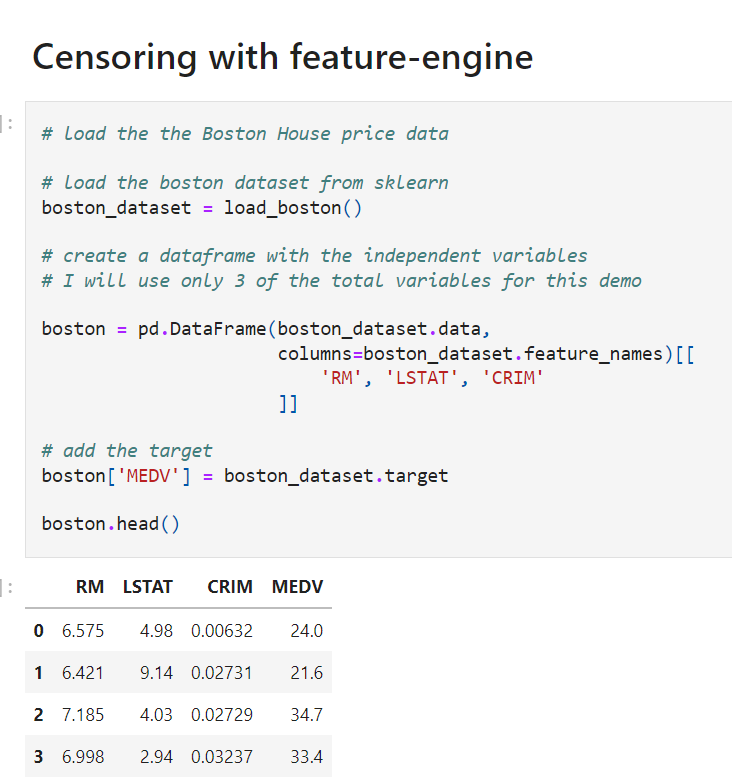 Censoring with feature-engine
]:
# load the the Boston House price data
# load the boston dataset from sklearn
boston_dataset = load_boston()
# create a dataframe with the independent variables
# I will use only 3 of the total variables for this demo
boston = pd.DataFrame(boston_dataset.data,
columns=boston_dataset.feature_names)[[
'RM', 'LSTAT', 'CRIM'
]]
# add the target
boston['MEDV'] = boston_dataset.target
boston.head()
]:
RM LSTAT CRIM MEDV
0 6.575 4.98 0.00632 24.0
1 6.421 9.14 0.02731 21.6
2 7.185 4.03 0.02729 34.7
3 6.998 2.94 0.03237 33.4